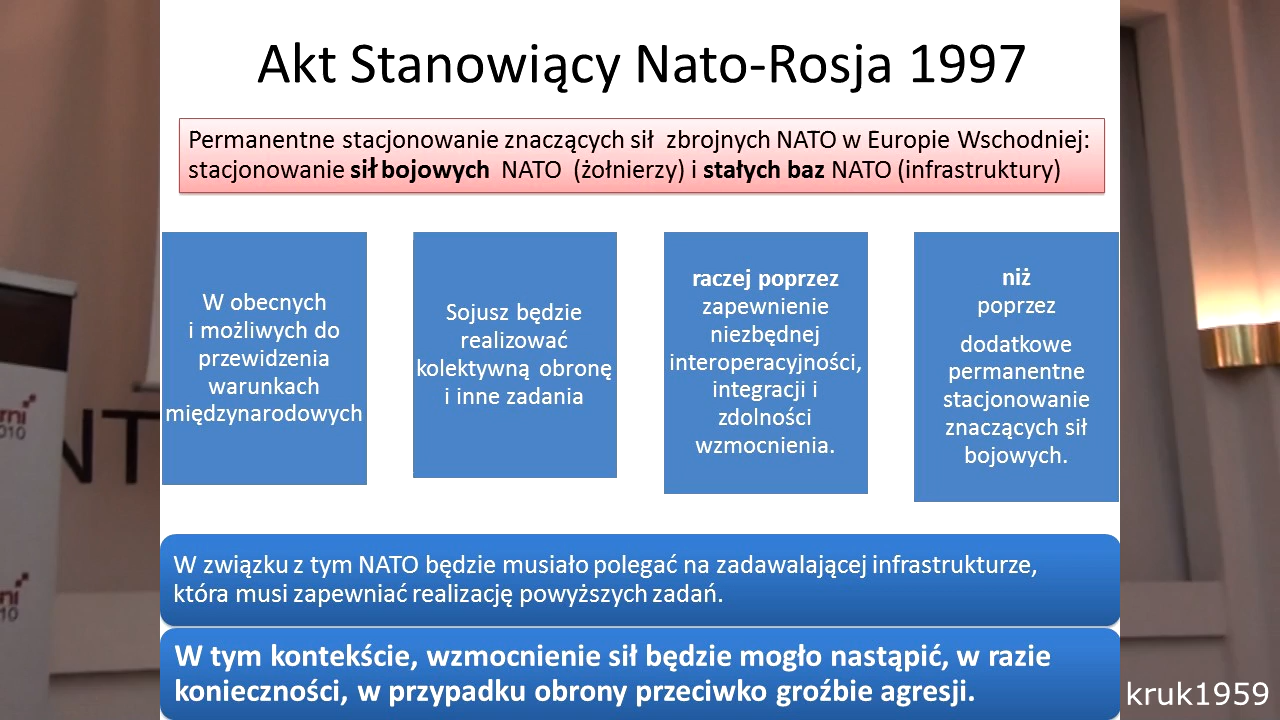 Akt Stanowiący Nato-Rosja 1997
Permanentne stacjonowanie znaczących sił zbrojnych NATO w Europie Wschodniej:
stacjonowanie sił bojowych NATO (żołnierzy) i stałych baz NATO (infrastruktury)
W obecnych
i możliwych do
przewidzenia
warunkach
międzynarodowych
Sojusz będzie
realizować
kolektywną obronę
i inne zadania
raczej poprzez
zapewnienie
niezbędnej
interoperacyjności,
integracji i
zdolności
wzmocnienia.
niż
poprzez
dodatkowe
permanentne
stacjonowanie
znaczących sił
bojowych.
W związku z tym NATO będzie musiało polegać na zadawalającej infrastrukturze,
która musi zapewniać realizację powyższych zadań.
W tym kontekście, wzmocnienie sił będzie mogło nastąpić, w razie
konieczności, w przypadku obrony przeciwko groźbie agresji.
kruk1959